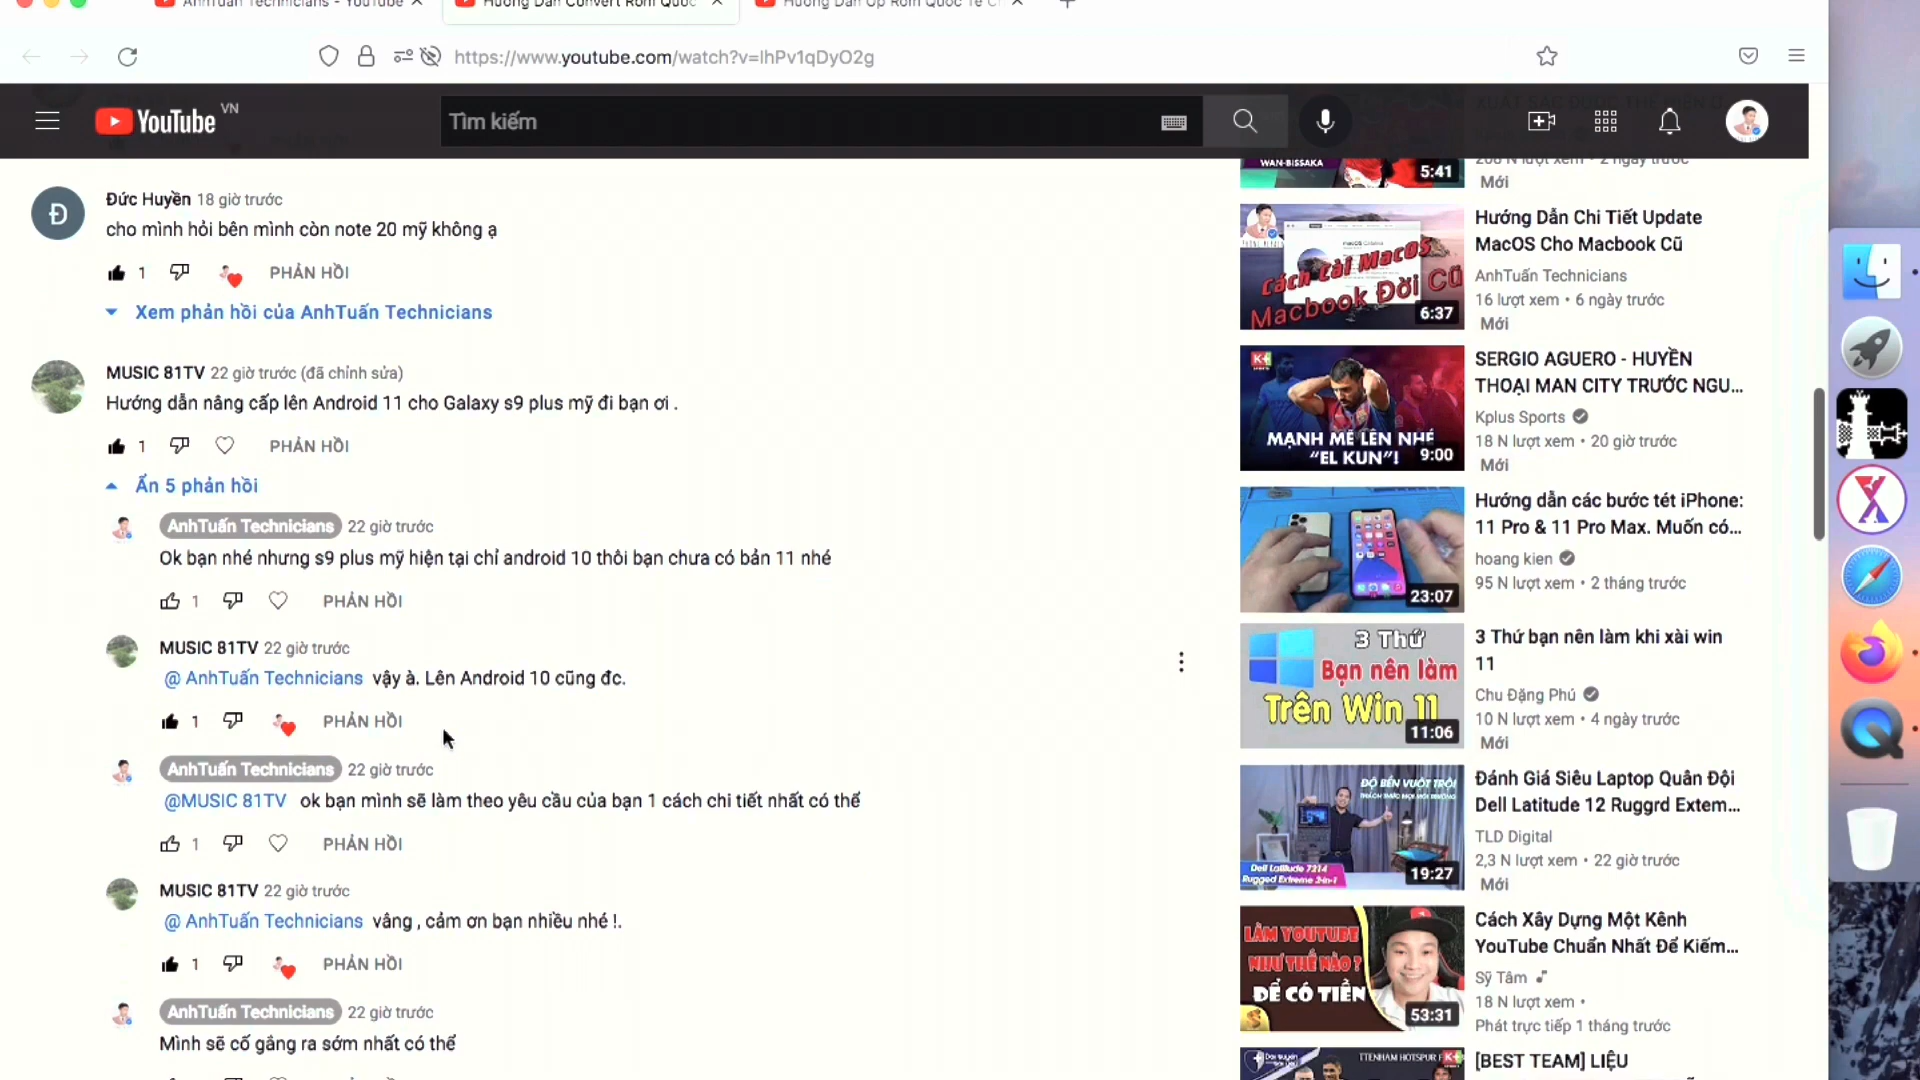 AnhTuấn Technicians - YouTube
Hướng Dẫn Convert Rom Quốc
Hướng Dẫn Up Rom Quốc Tế C
https://www.youtube.com/watch?v=lhPv1qDyO2g
YouTube VN
Tìm kiếm
Đ
Đức Huyền 18 giờ trước
cho mình hỏi bên mình còn note 20 mỹ không ạ
1 PHẢN HỒI
Xem phản hồi của AnhTuấn Technicians
MUSIC 81TV 22 giờ trước (đã chỉnh sửa)
Hướng dẫn nâng cấp lên Android 11 cho Galaxy s9 plus mỹ đi bạn ơi .
1 PHẢN HỒI
Ẩn 5 phản hồi
AnhTuấn Technicians 22 giờ trước
Ok bạn nhé nhưng s9 plus mỹ hiện tại chỉ android 10 thôi bạn chưa có bản 11 nhé
1 PHẢN HỒI
MUSIC 81TV 22 giờ trước
@ AnhTuấn Technicians vậy à. Lên Android 10 cũng đc.
1 PHẢN HỒI
AnhTuấn Technicians 22 giờ trước
@MUSIC 81TV ok bạn mình sẽ làm theo yêu cầu của bạn 1 cách chi tiết nhất có thể
1 PHẢN HỒI
MUSIC 81TV 22 giờ trước
@ AnhTuấn Technicians vâng , cảm ơn bạn nhiều nhé !.
1 PHẢN HỒI
AnhTuấn Technicians 22 giờ trước
Mình sẽ cố gắng ra sớm nhất có thể
WAN-BISSAKA
5:41
2 ngày trước
Mới
Cách Cài MacOS
Macbook Đời Cũ
6:37
Hướng Dẫn Chi Tiết Update
MacOS Cho Macbook Cũ
AnhTuấn Technicians
16 lượt xem • 6 ngày trước
Mới
K+
MẠNH MẼ LÊN NHÉ
“EL KUN”!
9:00
SERGIO AGUERO - HUYỀN
THOẠI MAN CITY TRƯỚC NGU...
Kplus Sports
18 N lượt xem • 20 giờ trước
Mới
23:07
Hướng dẫn các bước tét iPhone:
11 Pro & 11 Pro Max. Muốn có...
hoang kien
95 N lượt xem • 2 tháng trước
3 Thứ
Bạn nên làm
Trên Win 11
11:06
3 Thứ bạn nên làm khi xài win
11
Chu Đặng Phú
10 N lượt xem • 4 ngày trước
Mới
ĐỘ BỀN VƯỢT TRỘI
Dell Latitude 7214
Rugged Extreme 2-in-1
19:27
Đánh Giá Siêu Laptop Quân Đội
Dell Latitude 12 Ruggrd Extem...
TLD Digital
2,3 N lượt xem • 22 giờ trước
Mới
LÀM YOUTUBE
NHƯ THẾ NÀO ?
ĐỂ CÓ TIỀN
53:31
Cách Xây Dựng Một Kênh
YouTube Chuẩn Nhất Để Kiếm...
Sỹ Tâm
18 N lượt xem •
Phát trực tiếp 1 tháng trước
[BEST TEAM] LIỆU